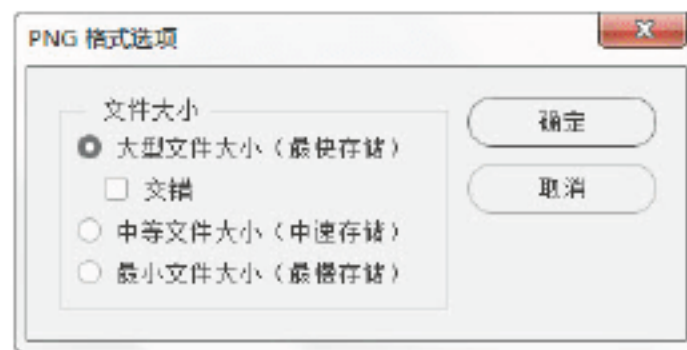 PNG 格式选项
文件大小
大型文件大小（最快存储）
确定
交错
取消
中等文件大小（中速存储）
最小文件大小（最慢存储）